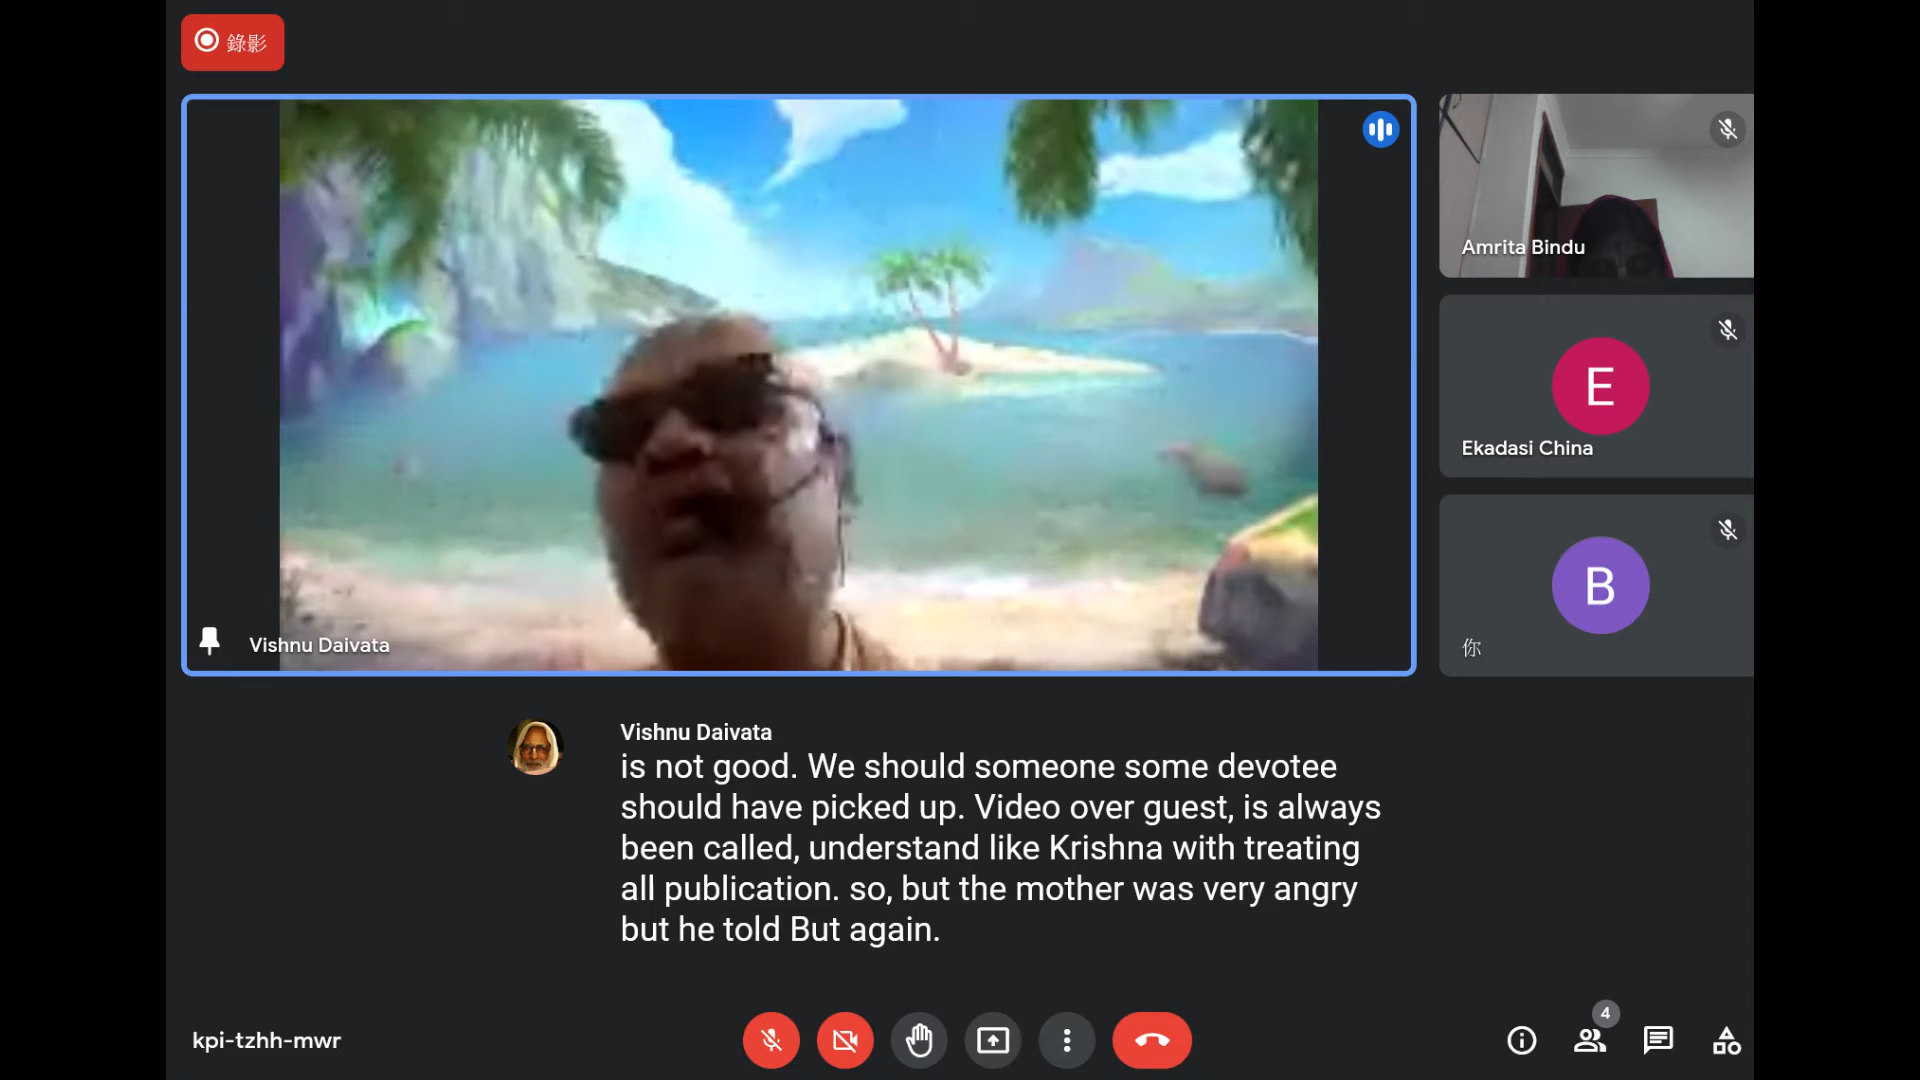 錄影
Amrita Bindu
E
Ekadasi China
B
你
Vishnu Daivata
Vishnu Daivata
is not good. We should someone some devotee
should have picked up. Video over guest, is always
been called, understand like Krishna with treating
all publication. so, but the mother was very angry
but he told But again.
kpi-tzhh-mwr
4